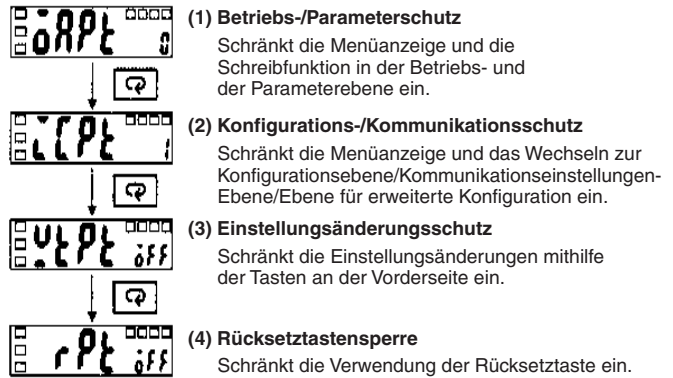 oAPt 0
(1) Betriebs-/Parameterschutz
Schränkt die Menüanzeige und die
Schreibfunktion in der Betriebs- und
der Parameterebene ein.
iCPt 1
(2) Konfigurations-/Kommunikationsschutz
Schränkt die Menüanzeige und das Wechseln zur
Konfigurationsebene/Kommunikationseinstellungen-
Ebene/Ebene für erweiterte Konfiguration ein.
WtPt oFF
(3) Einstellungsänderungsschutz
Schränkt die Einstellungsänderungen mithilfe
der Tasten an der Vorderseite ein.
rPt oFF
(4) Rücksetztastensperre
Schränkt die Verwendung der Rücksetztaste ein.